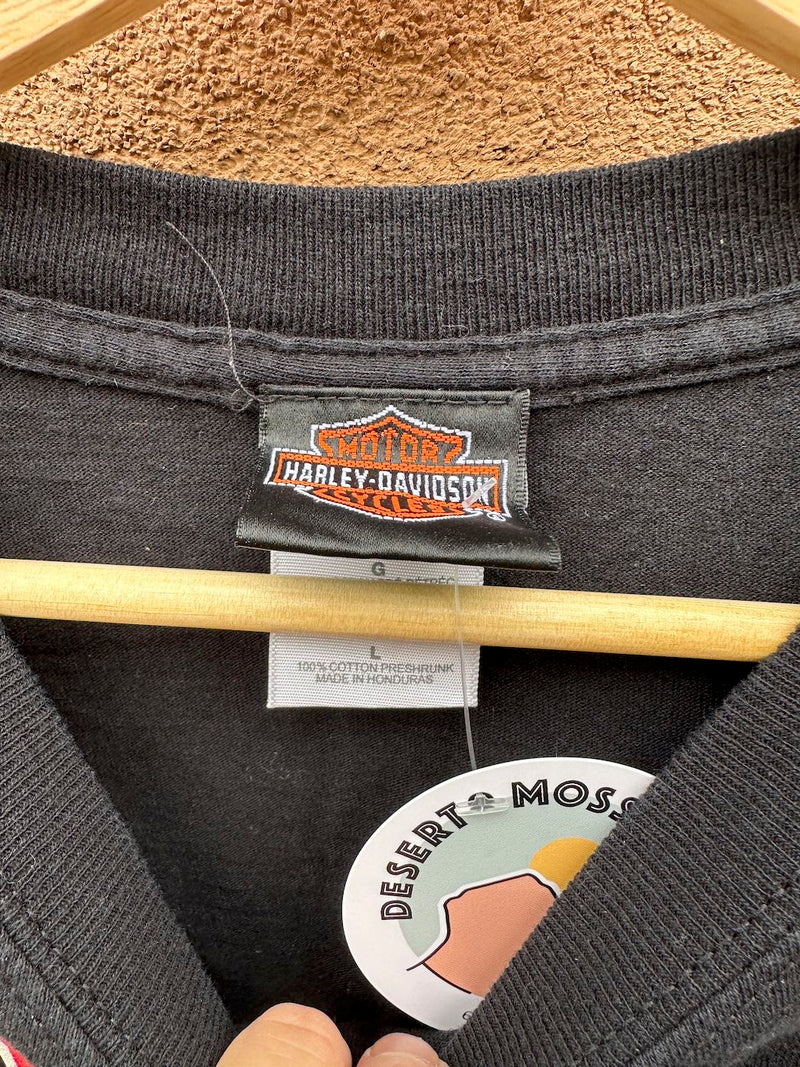 MOTOR
HARLEY-DAVIDSON
CYCLES
®
G
L
100% COTTON PRESHRUNK
MADE IN HONDURAS
DESERT MOSS